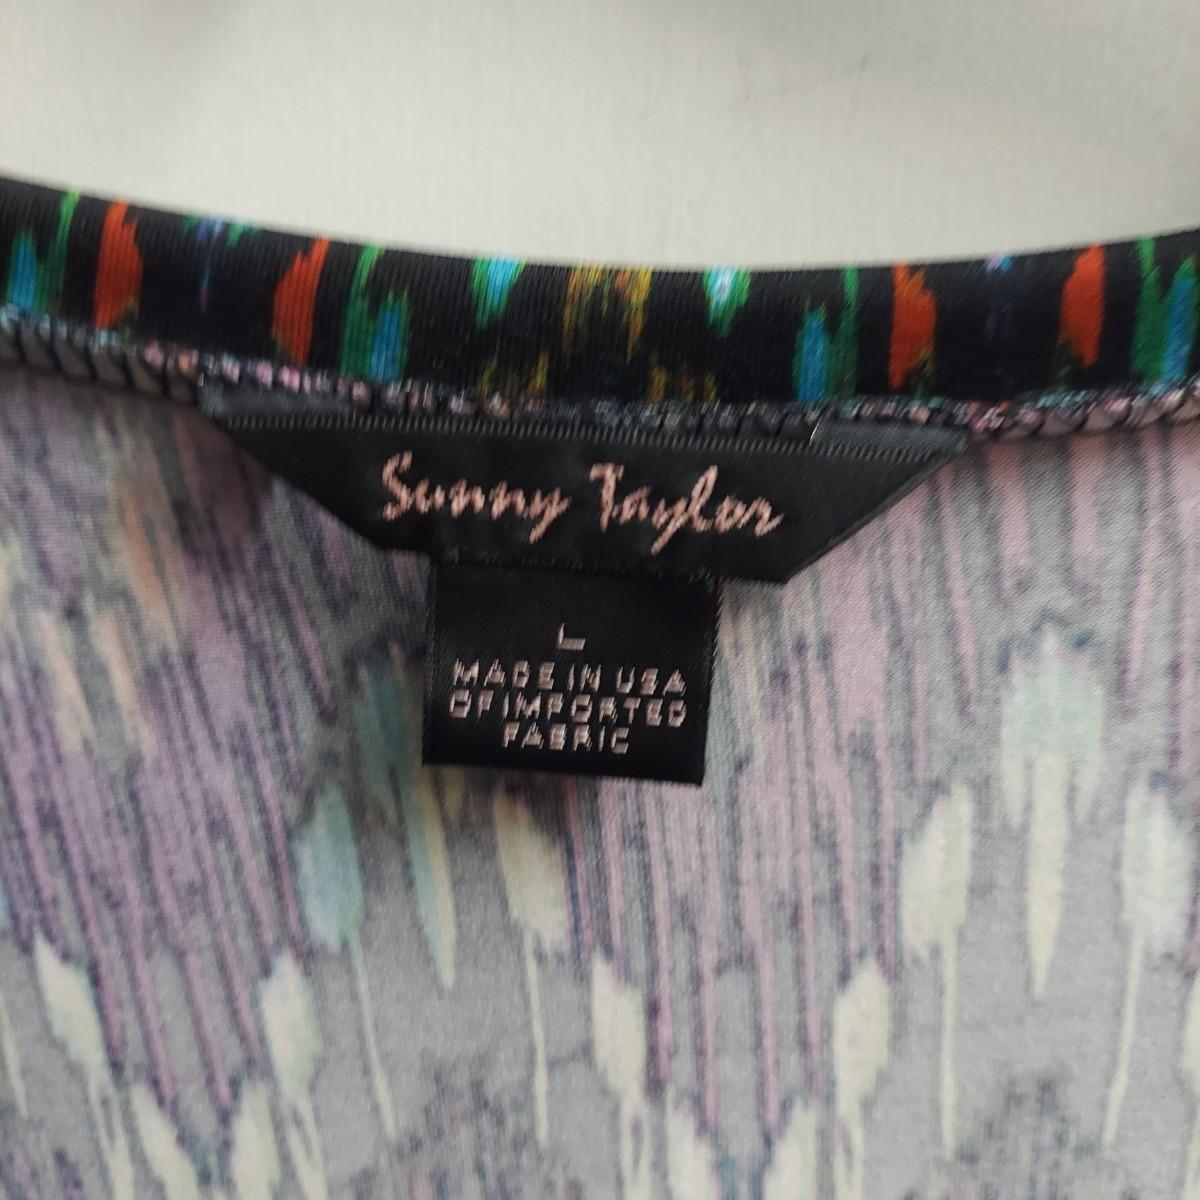 Sunny Taylor
L
MADE IN USA
OF IMPORTED
FABRIC